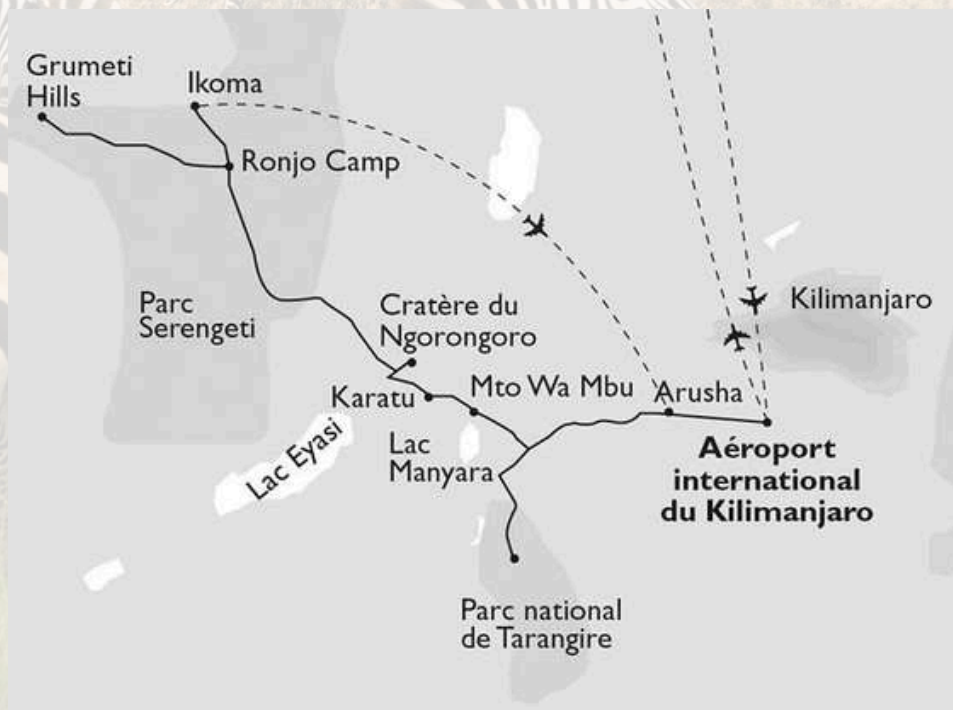 Grumeti
Hills
Ikoma
Ronjo Camp
Parc
Serengeti
Cratère du
Ngorongoro
Kilimanjaro
Karatu
Mto Wa Mbu
Arusha
Lac Eyasi
Lac
Manyara
Aéroport
international
du Kilimanjaro
Parc national
de Tarangire